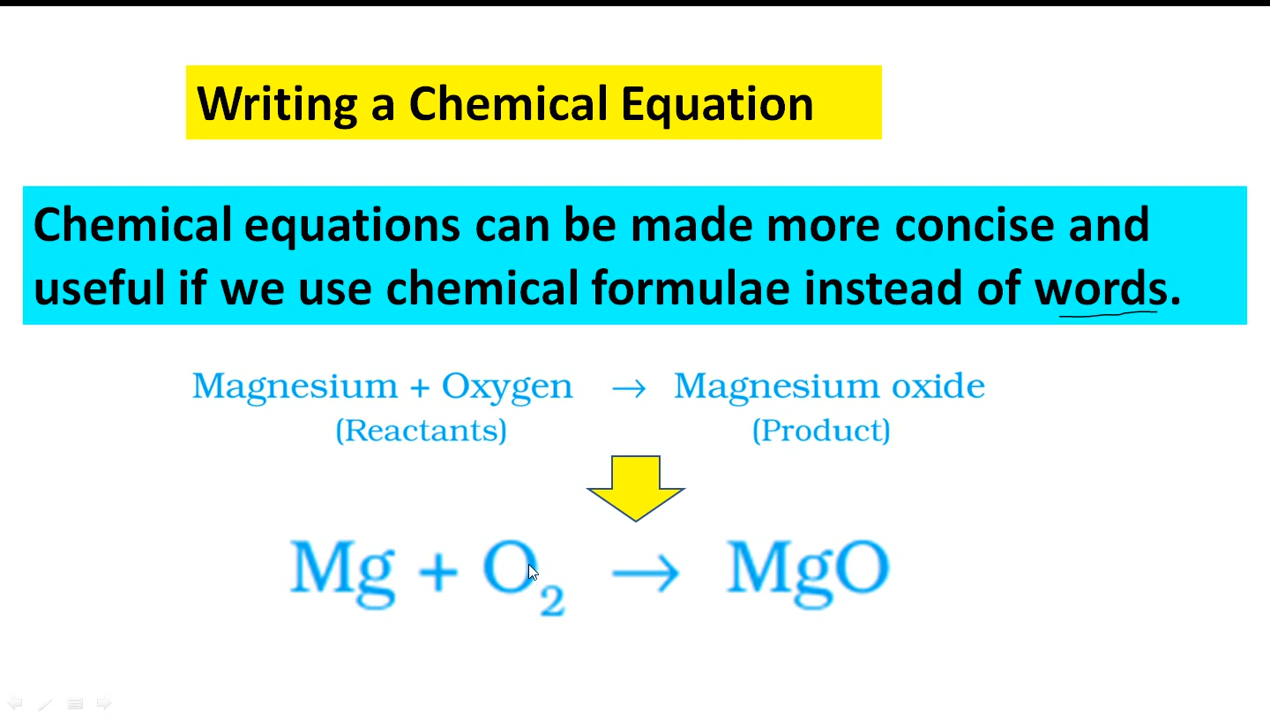 Writing a Chemical Equation
Chemical equations can be made more concise and
useful if we use chemical formulae instead of words.
Magnesium + Oxygen → Magnesium oxide
(Reactants) (Product)
Mg + O₂ → MgO